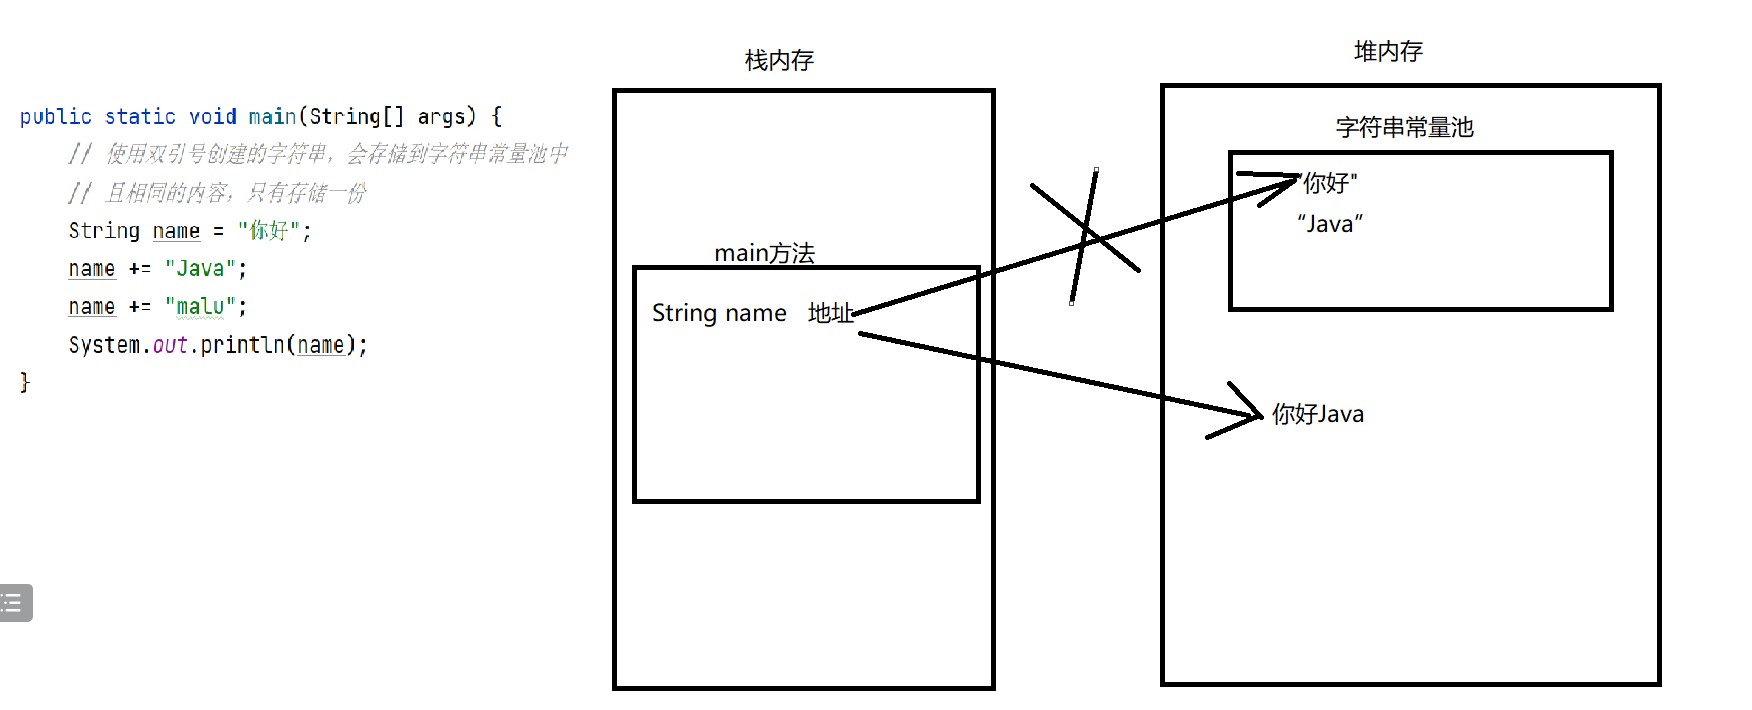 public static void main(String[] args) {
// 使用双引号创建的字符串，会存储到字符串常量池中
// 且相同的内容，只有存储一份
String name = "你好";
name += "Java";
name += "malu";
System.out.println(name);
}
栈内存
main方法
String name 地址
堆内存
字符串常量池
"你好"
“Java”
你好Java